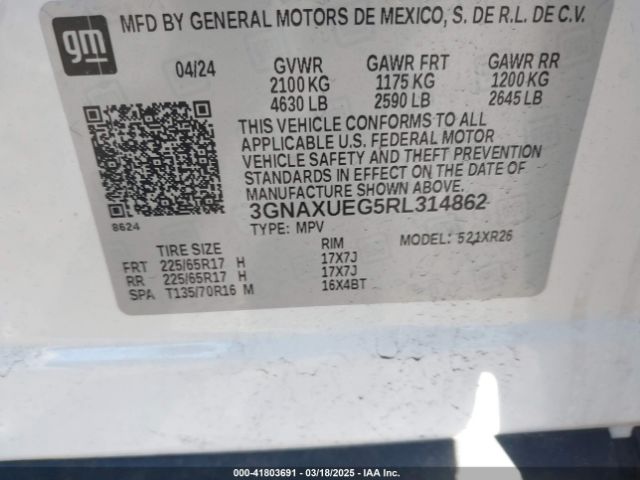 gm
MFD BY GENERAL MOTORS DE MEXICO, S. DE R.L. DE C.V.
04/24 GVWR GAWR FRT GAWR RR
2100 KG 1175 KG 1200 KG
4630 LB 2590 LB 2645 LB
THIS VEHICLE CONFORMS TO ALL
APPLICABLE U.S. FEDERAL MOTOR
VEHICLE SAFETY AND THEFT PREVENTION
STANDARDS IN EFFECT ON THE DATE OF
MANUFACTURE SHOWN ABOVE.
8624 3GNAXUEG5RL314862
TYPE: MPV MODEL: 521XR26
TIRE SIZE RIM
FRT 225/65R17 H 17X7J
RR 225/65R17 H 17X7J
SPA T135/70R16 M 16X4BT
000-41803691 — 03/18/2025 — IAA Inc.